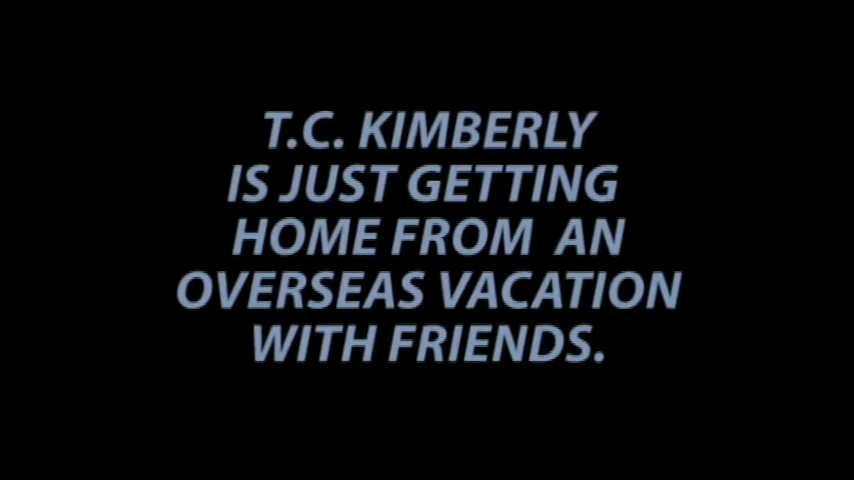 T.C. KIMBERLY
IS JUST GETTING
HOME FROM  AN
OVERSEAS VACATION
WITH FRIENDS.